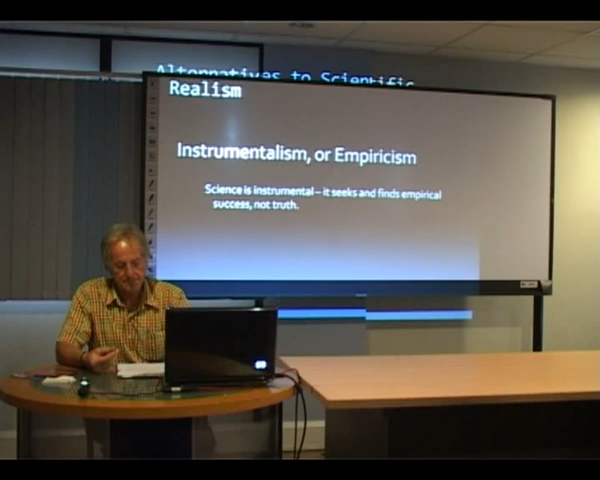 Alternatives to Scientific
Realism
Instrumentalism, or Empiricism
Science is instrumental – it seeks and finds empirical
success, not truth.